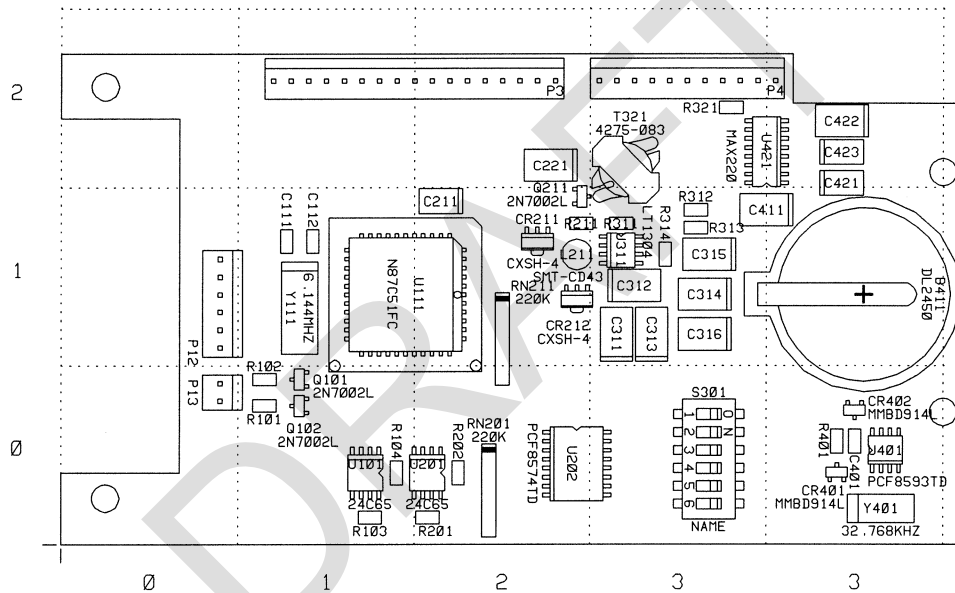 2
P3
P4
R321
T321
4275-083
MAX220
U421
C422
C423
C421
C221
Q211
2N7002L
C211
C111
C112
CR211
CXSH-4
R211
R311
L211
SMT-CD43
U311
LT1304
R314
R312
R313
C411
C315
1
6.144MHZ
Y111
N87C51FC
U111
RN211
220K
C312
C314
B411
DL2450
CR212
CXSH-4
C311
C313
C316
P12
P13
R102
R101
Q101
2N7002L
Q102
2N7002L
S301
1
2
3
4
5
6
ON
NAME
CR402
MMBD914L
0
R104
R202
RN201
220K
PCF8574TD
U202
R401
C401
U401
PCF8593TD
CR401
MMBD914L
U101
U201
24C65
24C65
R103
R201
Y401
32.768KHZ
0
1
2
3
3
DRAFT